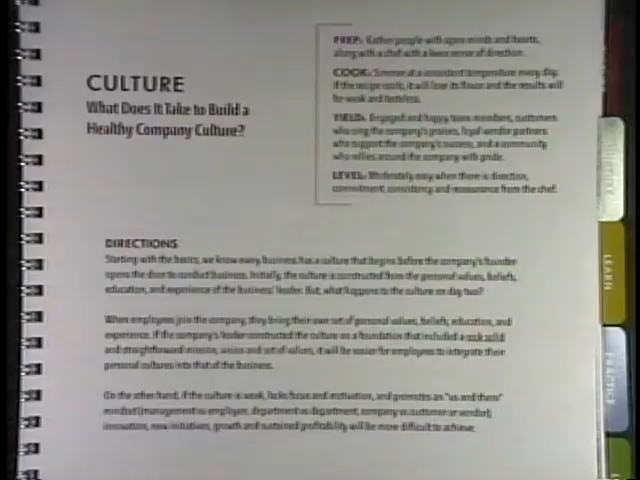 CULTURE
What Does It Take to Build a
Healthy Company Culture?
PREP: Gather people with open minds and hearts,
along with a chef with a keen sense of direction.
COOK: Simmer at a consistent temperature every day.
If the recipe cools, it will lose its flavor and the results will
be weak and tasteless.
YIELD: Engaged and happy team members, customers
who sing the company's praises, loyal vendor partners
who support the company's success, and a community
who rallies around the company with pride.
LEVEL: Moderately easy when there is direction,
commitment, consistency and reassurance from the chef.
DIRECTIONS
Starting with the basics, we know every business has a culture that begins before the company's founder
opens the door to conduct business. Initially, the culture is constructed from the personal values, beliefs,
education, and experience of the business' leader. But, what happens to the culture on day two?
When employees join the company, they bring their own set of personal values, beliefs, education, and
experience. If the company's leader constructed the culture on a foundation that included a rock solid
and straightforward mission, vision and set of values, it will be easier for employees to integrate their
personal cultures into that of the business.
On the other hand, if the culture is weak, lacks focus and motivation, and promotes an "us and them"
mindset (management vs employee, department vs department, company vs customer or vendor),
innovation, new initiatives, growth and sustained profitability will be more difficult to achieve.
LEARN
PRACTICE